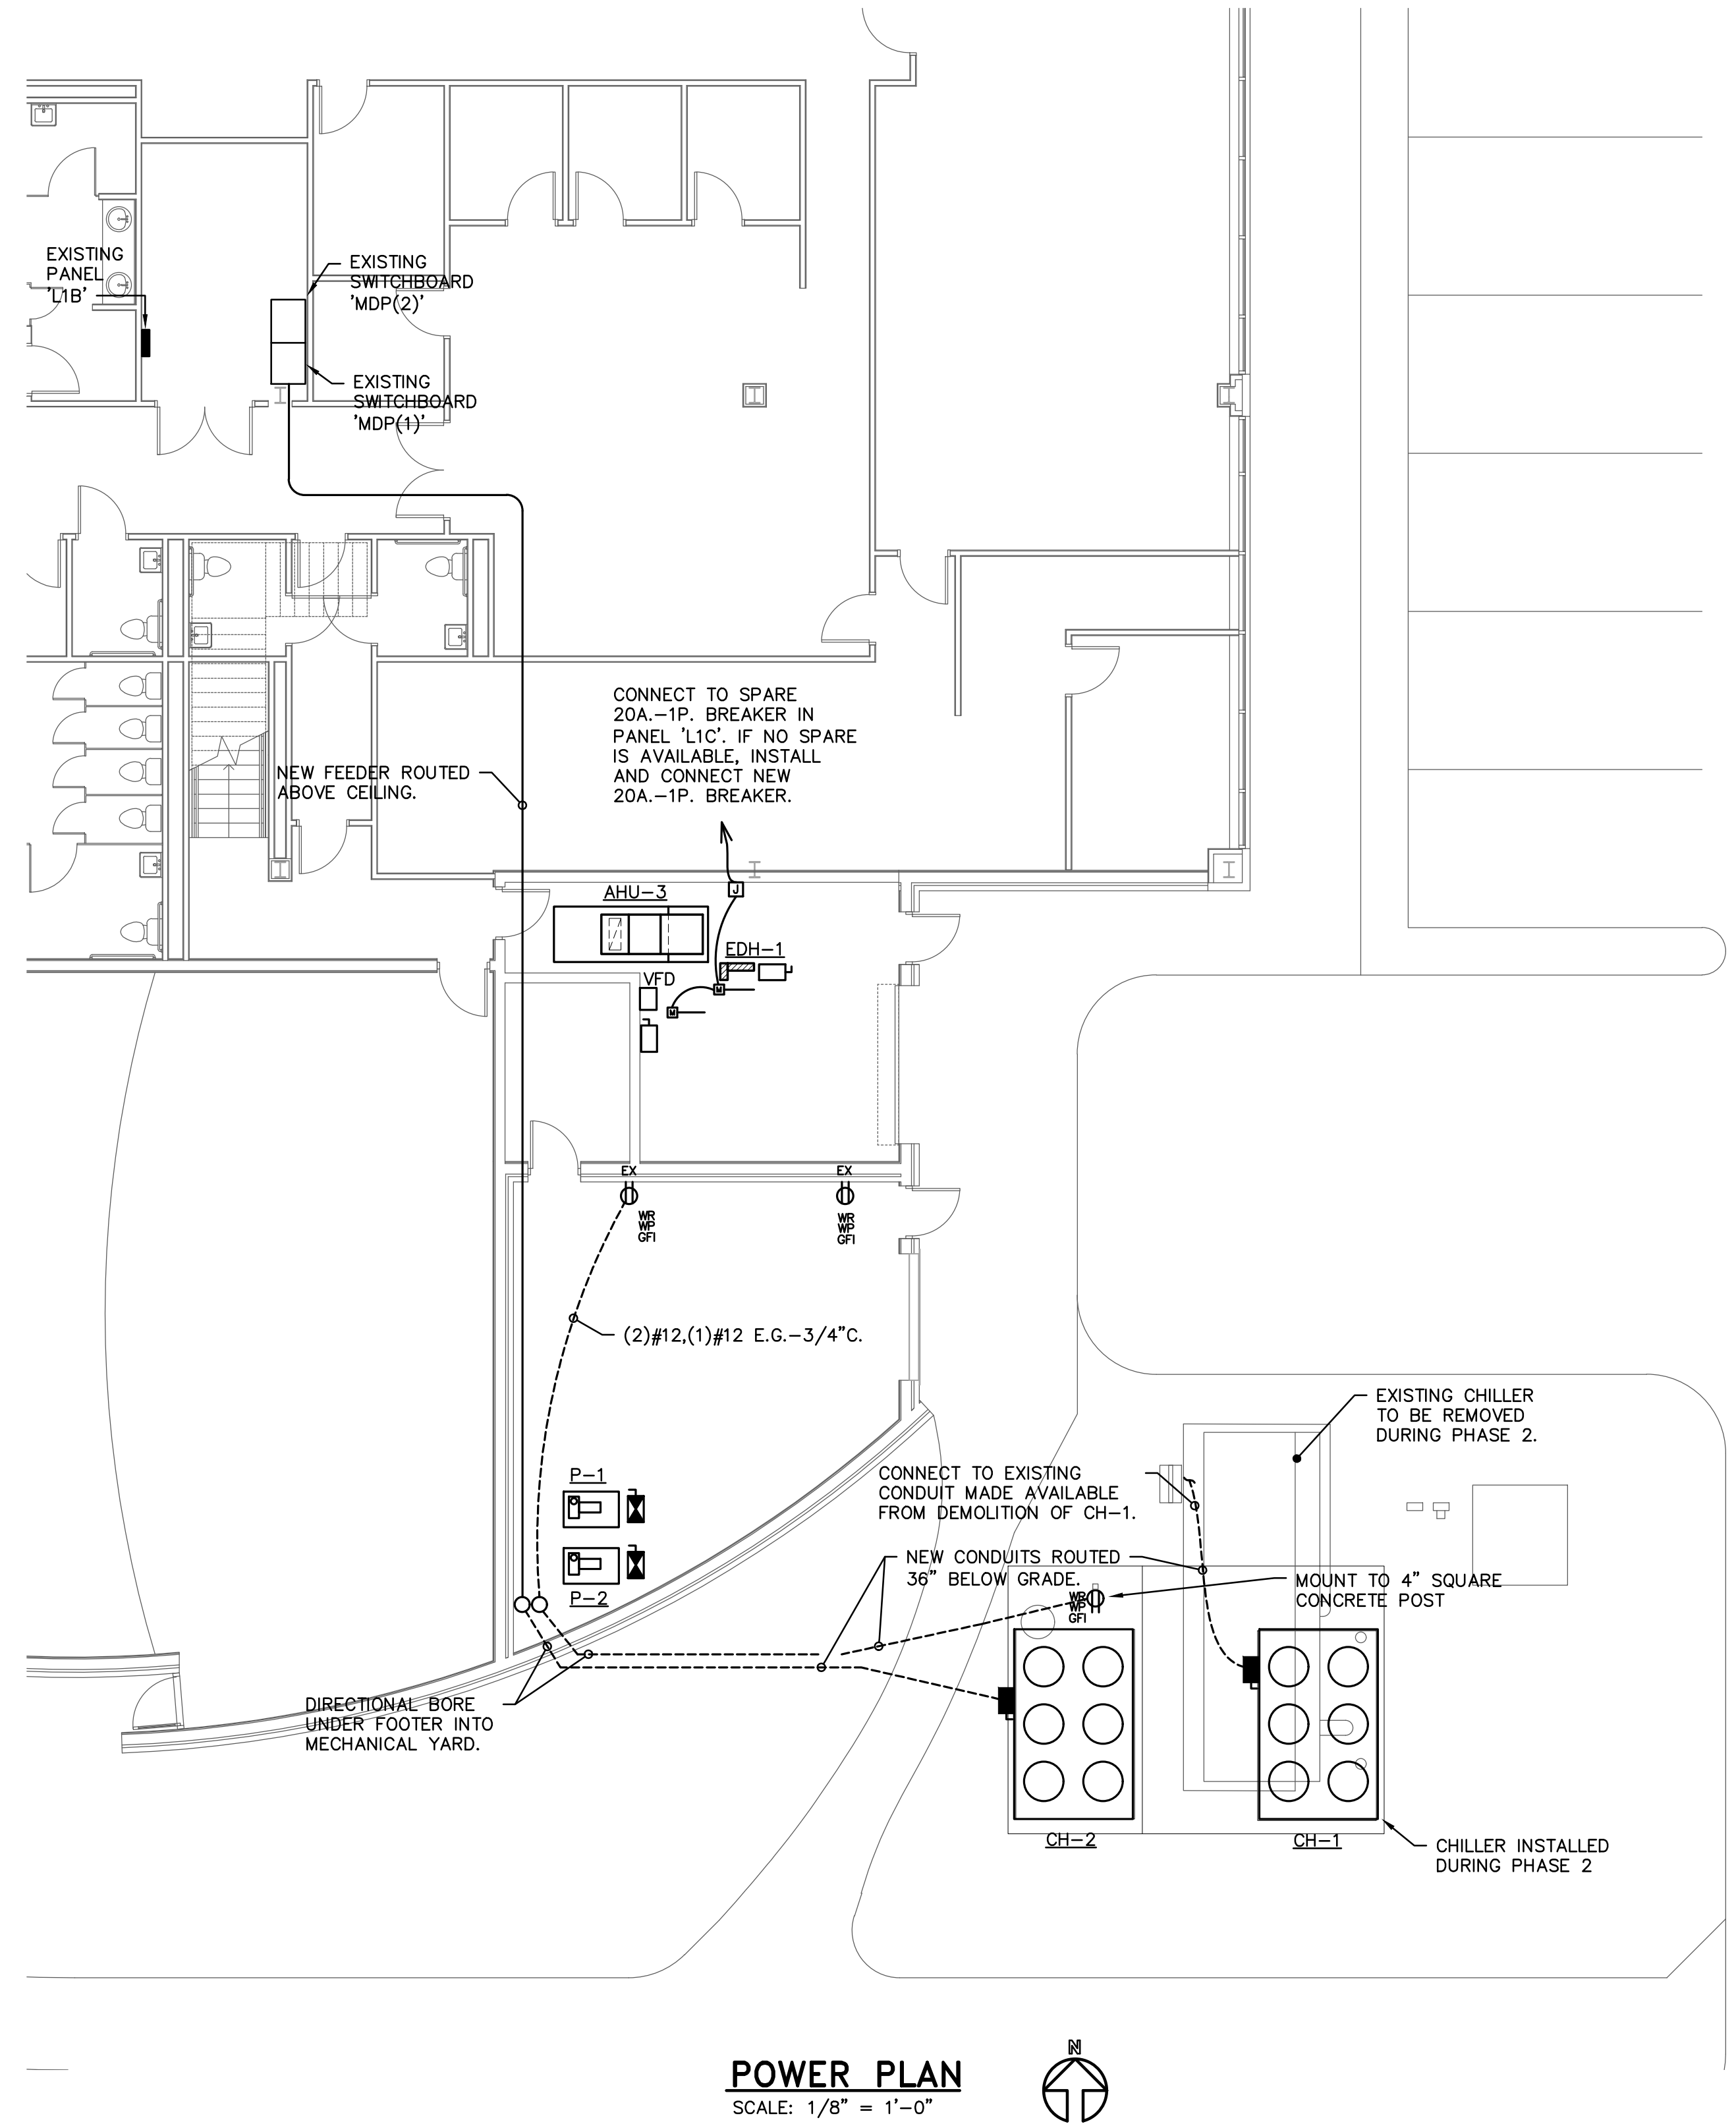 EXISTING
PANEL
'L1B'
EXISTING
SWITCHBOARD
'MDP(2)'
EXISTING
SWITCHBOARD
'MDP(1)'
CONNECT TO SPARE
20A.-1P. BREAKER IN
PANEL 'L1C'. IF NO SPARE
IS AVAILABLE, INSTALL
AND CONNECT NEW
20A.-1P. BREAKER.
NEW FEEDER ROUTED
ABOVE CEILING.
AHU-3
J
EDH-1
VFD
M
M
EX
WR
WP
GFI
EX
WR
WP
GFI
(2)#12,(1)#12 E.G.-3/4"C.
EXISTING CHILLER
TO BE REMOVED
DURING PHASE 2.
P-1
CONNECT TO EXISTING
CONDUIT MADE AVAILABLE
FROM DEMOLITION OF CH-1.
P-2
NEW CONDUITS ROUTED
36" BELOW GRADE.
WR
WP
GFI
MOUNT TO 4" SQUARE
CONCRETE POST
DIRECTIONAL BORE
UNDER FOOTER INTO
MECHANICAL YARD.
CH-2
CH-1
CHILLER INSTALLED
DURING PHASE 2
POWER PLAN
SCALE: 1/8" = 1'-0"
N